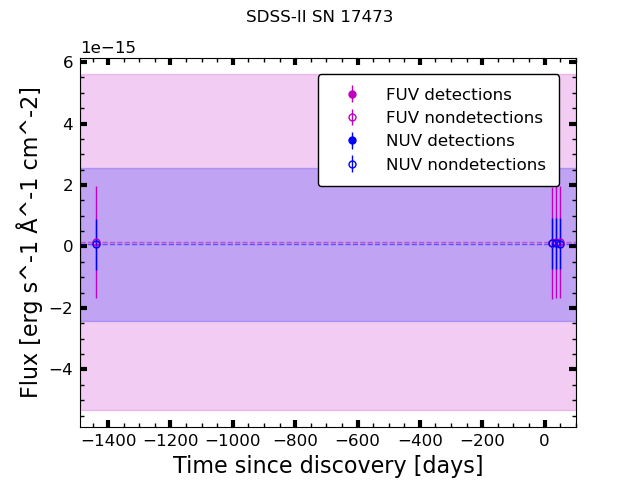 SDSS-II SN 17473
1e−15
6
4
2
0
−2
−4
Flux [erg s^-1 Å^-1 cm^-2]
FUV detections
FUV nondetections
NUV detections
NUV nondetections
−1400 −1200 −1000 −800 −600 −400 −200 0
Time since discovery [days]